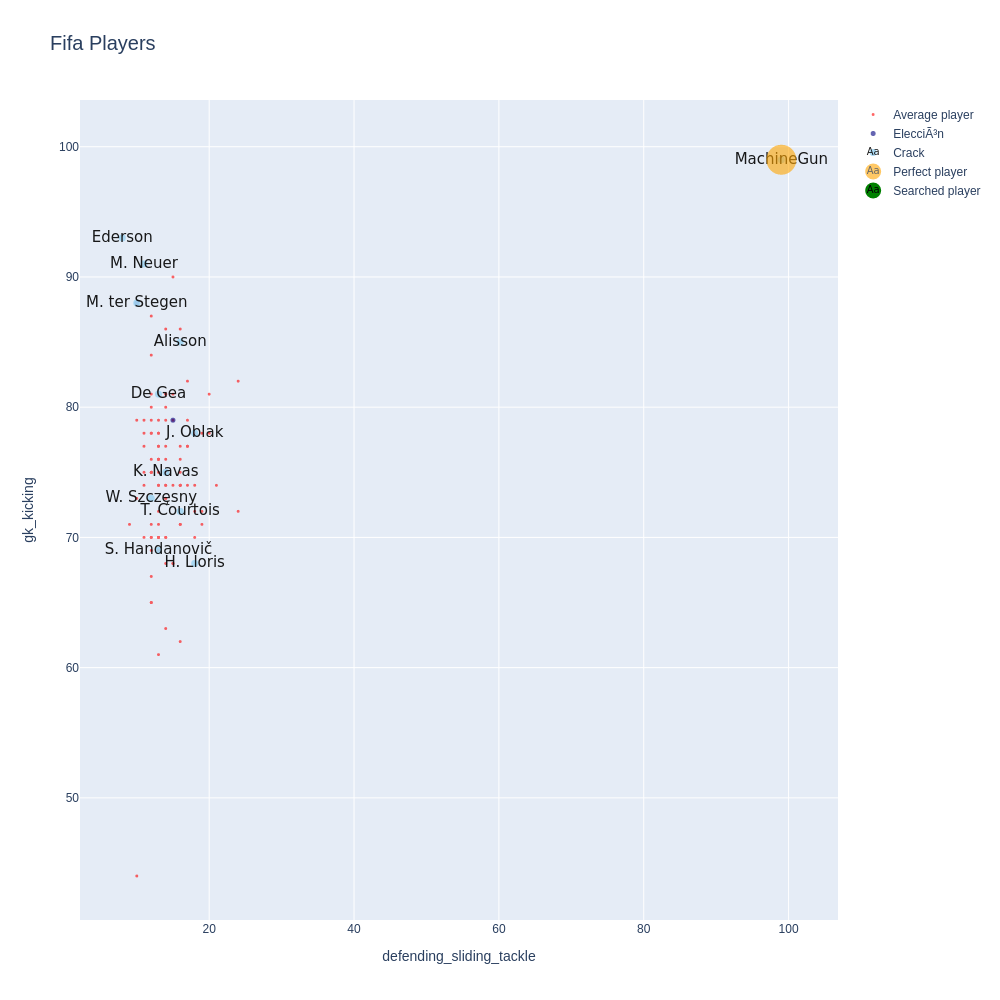 Fifa Players
Average player
ElecciÃ³n
Aa Crack
Aa Perfect player
Aa Searched player
100
90
80
70
60
50
gk_kicking
MachineGun
Ederson
M. Neuer
M. ter Stegen
Alisson
De Gea
J. Oblak
K. Navas
W. Szczęsny
T. Courtois
S. Handanovič
H. Lloris
20
40
60
80
100
defending_sliding_tackle